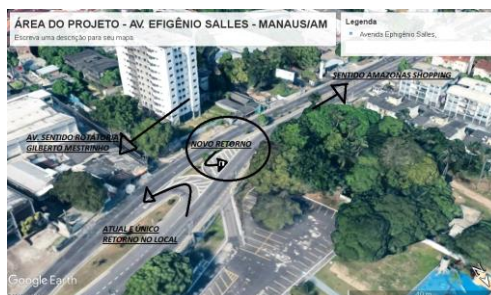 ÁREA DO PROJETO - AV. EFIGÊNIO SALLES - MANAUS/AM
Escreva uma descrição para seu mapa
Legenda
Avenida Ephigênio Salles,
SENTIDO AMAZONAS SHOPPING
AV. SENTIDO ROTATÓRIA
GILBERTO MESTRINHO
NOVO RETORNO
ATUAL E ÚNICO
RETORNO NO LOCAL
Google Earth